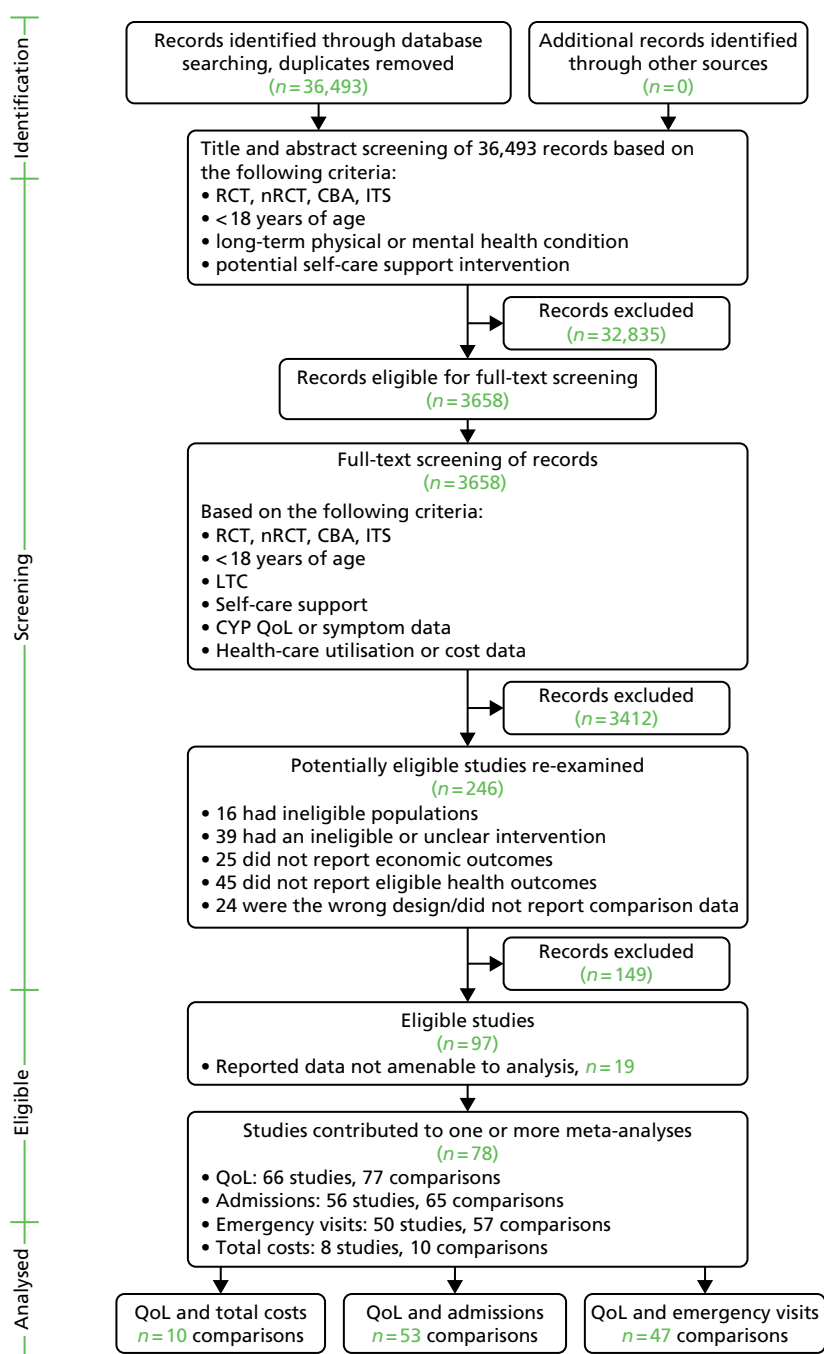 Identification
Records identified through database
searching, duplicates removed
(n=36,493)
Additional records identified
through other sources
(n=0)
Title and abstract screening of 36,493 records based on
the following criteria:
• RCT, nRCT, CBA, ITS
• <18 years of age
• long-term physical or mental health condition
• potential self-care support intervention
Screening
Records excluded
(n=32,835)
Records eligible for full-text screening
(n=3658)
Full-text screening of records
(n=3658)
Based on the following criteria:
• RCT, nRCT, CBA, ITS
• <18 years of age
• LTC
• Self-care support
• CYP QoL or symptom data
• Health-care utilisation or cost data
Records excluded
(n=3412)
Potentially eligible studies re-examined
(n=246)
• 16 had ineligible populations
• 39 had an ineligible or unclear intervention
• 25 did not report economic outcomes
• 45 did not report eligible health outcomes
• 24 were the wrong design/did not report comparison data
Records excluded
(n=149)
Eligible
Eligible studies
(n=97)
• Reported data not amenable to analysis, n=19
Studies contributed to one or more meta-analyses
(n=78)
• QoL: 66 studies, 77 comparisons
• Admissions: 56 studies, 65 comparisons
• Emergency visits: 50 studies, 57 comparisons
• Total costs: 8 studies, 10 comparisons
Analysed
QoL and total costs
n=10 comparisons
QoL and admissions
n=53 comparisons
QoL and emergency visits
n=47 comparisons